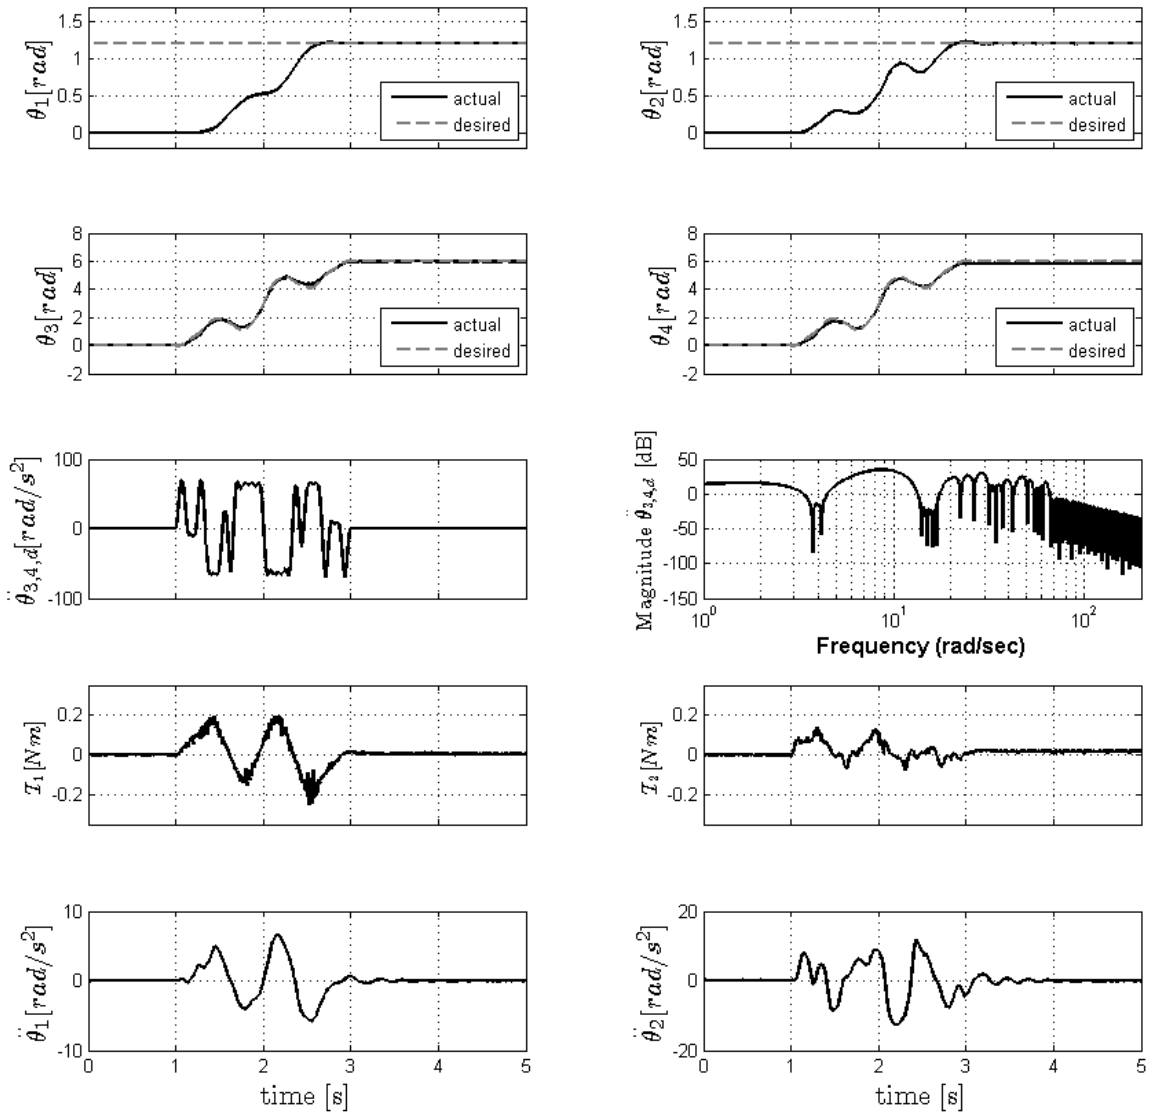 θ₁[rad]
1.5
1
0.5
0
actual
desired
θ₂[rad]
1.5
1
0.5
0
actual
desired
θ₃[rad]
8
6
4
2
0
-2
actual
desired
θ₄[rad]
8
6
4
2
0
-2
actual
desired
θ̈₃,₄,d[rad/s²]
100
0
-100
Magnitude θ̈₃,₄,d [dB]
50
0
-50
-100
-150
10⁰
10¹
10²
Frequency (rad/sec)
T₁[Nm]
0.2
0
-0.2
T₂[Nm]
0.2
0
-0.2
θ̈₁[rad/s²]
10
0
-10
0
1
2
3
4
5
time [s]
θ̈₂[rad/s²]
20
0
-20
0
1
2
3
4
5
time [s]